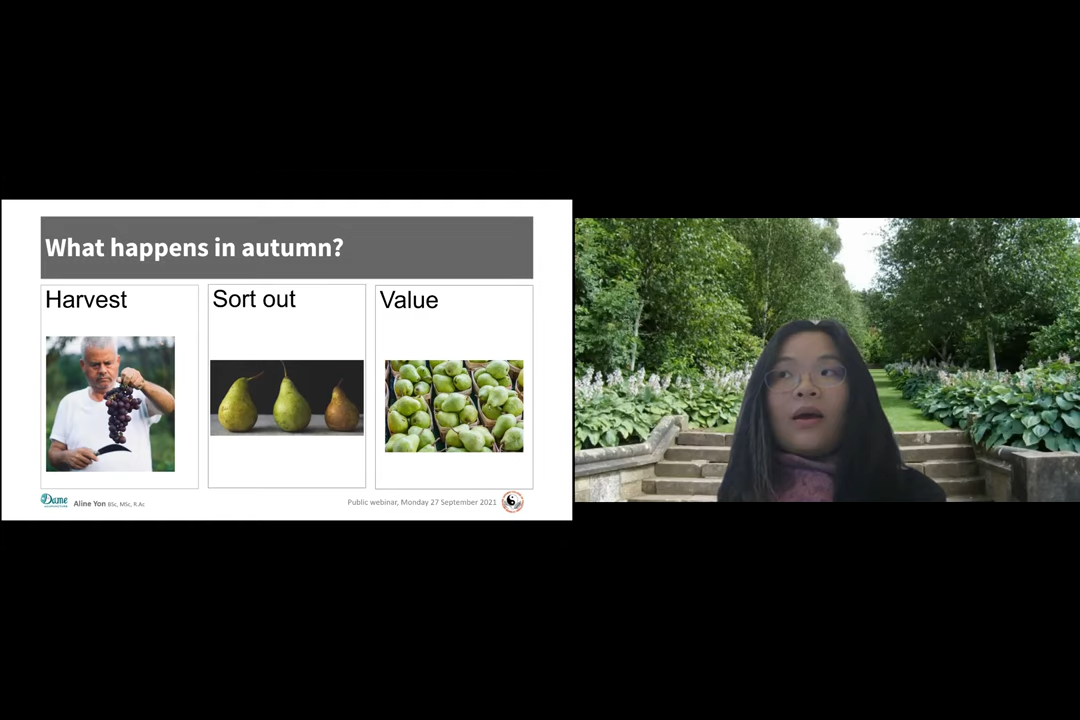 What happens in autumn?
Harvest
Sort out
Value
Dame
Aline Yon BSc, MSc, R.Ac
Public webinar, Monday 27 September 2021